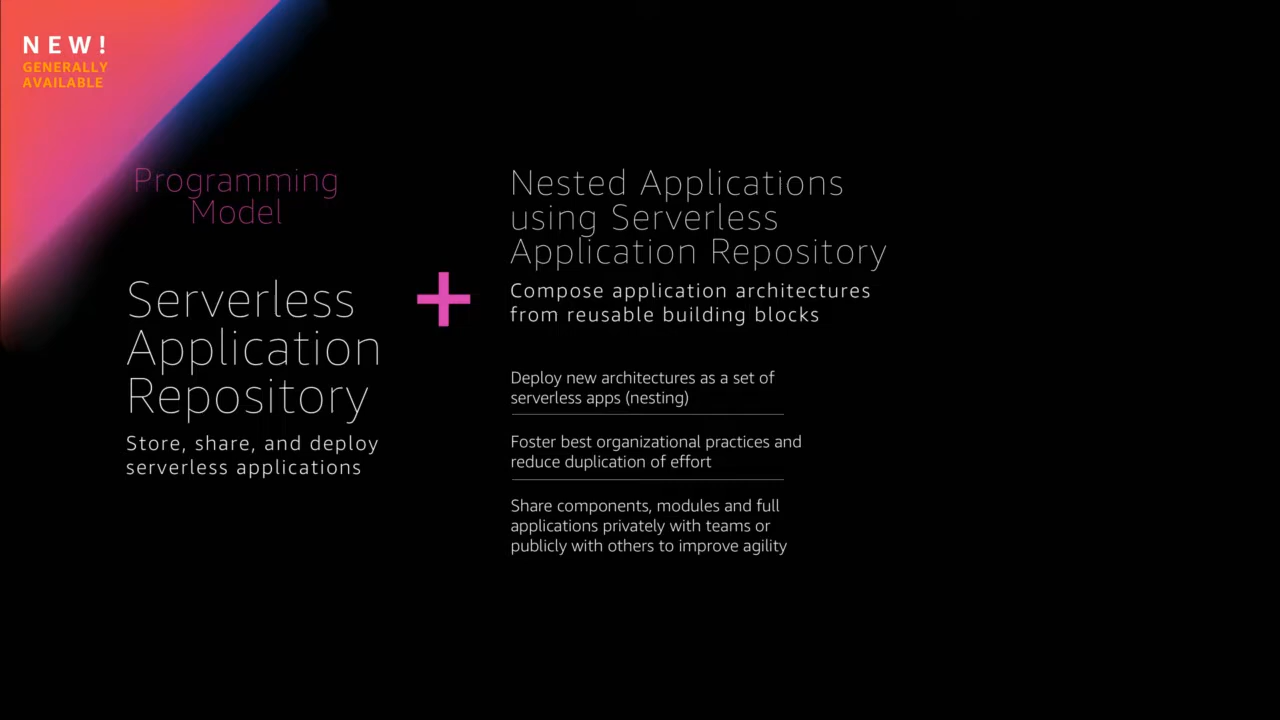 NEW!
GENERALLY
AVAILABLE
Programming
Model
Serverless
Application
Repository
Store, share, and deploy
serverless applications
+
Nested Applications
using Serverless
Application Repository
Compose application architectures
from reusable building blocks
Deploy new architectures as a set of
serverless apps (nesting)
Foster best organizational practices and
reduce duplication of effort
Share components, modules and full
applications privately with teams or
publicly with others to improve agility